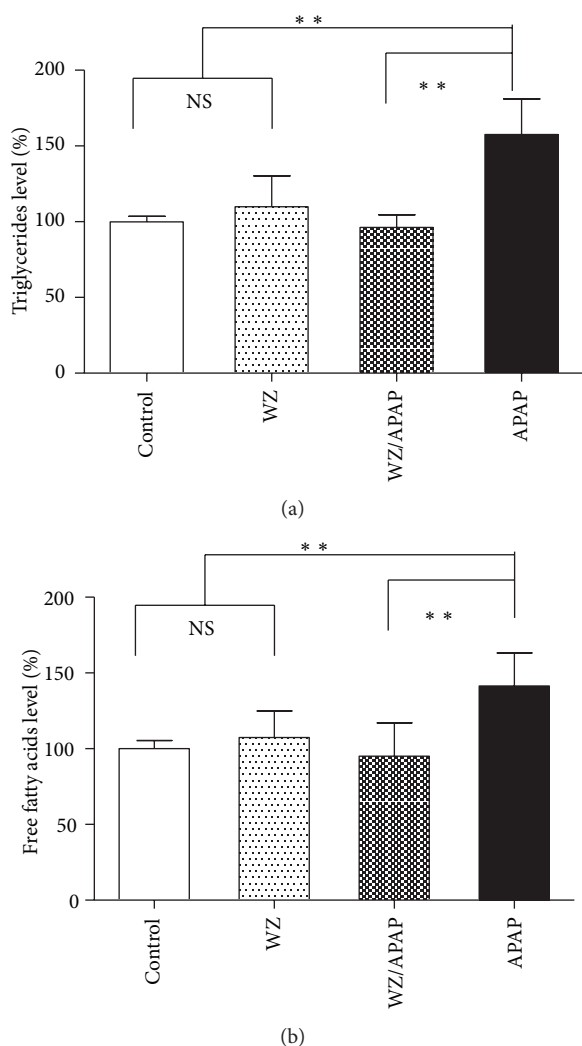 * *
200
NS
* *
150
100
50
0
Triglycerides level (%)
Control
WZ
WZ/APAP
APAP
(a)
* *
200
NS
* *
150
100
50
0
Free fatty acids level (%)
Control
WZ
WZ/APAP
APAP
(b)